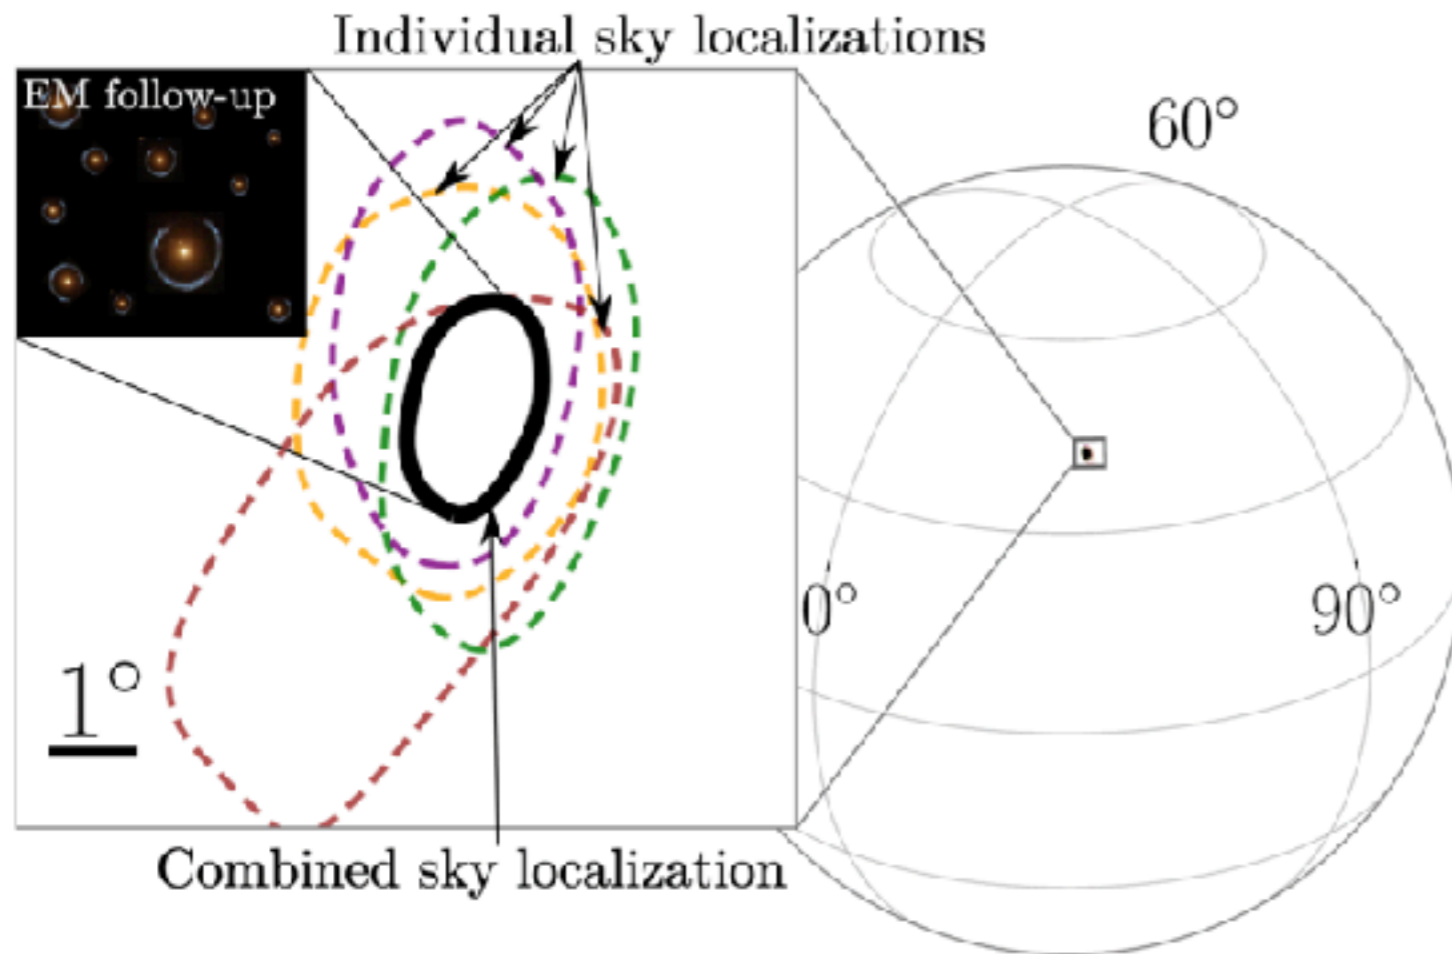 Individual sky localizations
EM follow-up
60°
0°
90°
1°
Combined sky localization